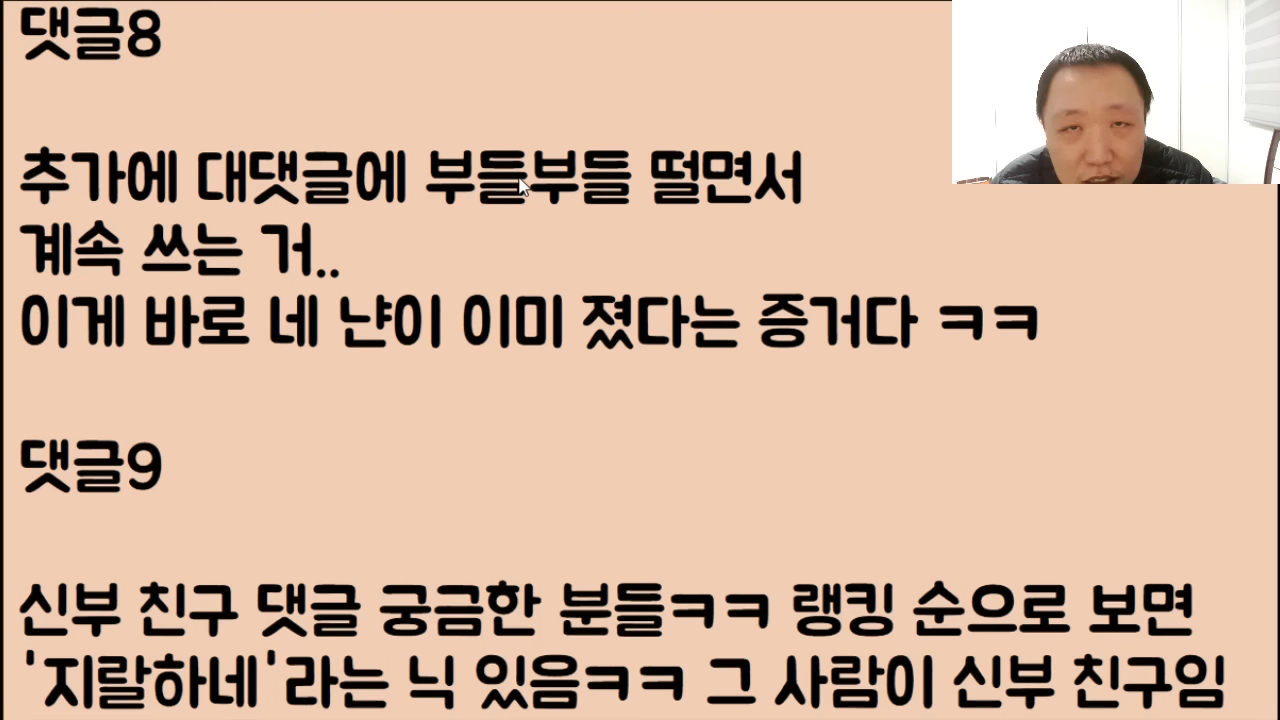 댓글8
추가에 대댓글에 부들부들 떨면서
계속 쓰는 거..
이게 바로 네 냔이 이미 졌다는 증거다 ㅋㅋ
댓글9
신부 친구 댓글 궁금한 분들ㅋㅋ 랭킹 순으로 보면
'지랄하네'라는 닉 있음ㅋㅋ 그 사람이 신부 친구임